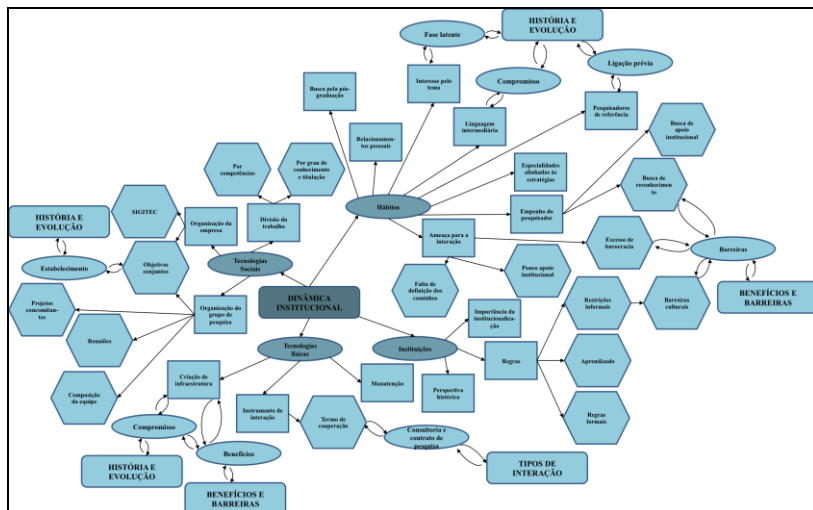 HISTÓRIA E
EVOLUÇÃO
Fase latente
Ligação prévia
Busca pela pós-
graduação
Interesse pelo
tema
Compromisso
Linguagem
intermediária
Pesquisadores
de referência
Busca de
apoio
institucional
Relacionamen-
tos pessoais
Por
competências
Por grau de
conhecimento
e titulação
Especialidades
alinhadas às
estratégias
Busca de
reconhecimen
to
SIGITEC
Organização da
empresa
Divisão do
trabalho
Hábitos
Empenho do
pesquisador
HISTÓRIA E
EVOLUÇÃO
Ameaça para a
interação
Excesso de
burocracia
Barreiras
Estabelecimento
Objetivos
conjuntos
Tecnologias
Sociais
Falta de
definição dos
caminhos
Pouco apoio
institucional
BENEFÍCIOS E
BARREIRAS
Projetos
concomitan-
tes
Organização do
grupo de
pesquisa
DINÂMICA
INSTITUCIONAL
Importância da
institucionaliza-
ção
Restrições
informais
Barreiras
culturais
Reuniões
Tecnologias
físicas
Instituições
Regras
Aprendizado
Composição
da equipe
Criação de
infraestrutura
Manutenção
Perspectiva
histórica
Instrumento de
interação
Termo de
cooperação
Regras
formais
Compromisso
Consultoria e
contrato de
pesquisa
Benefícios
HISTÓRIA E
EVOLUÇÃO
TIPOS DE
INTERAÇÃO
BENEFÍCIOS E
BARREIRAS